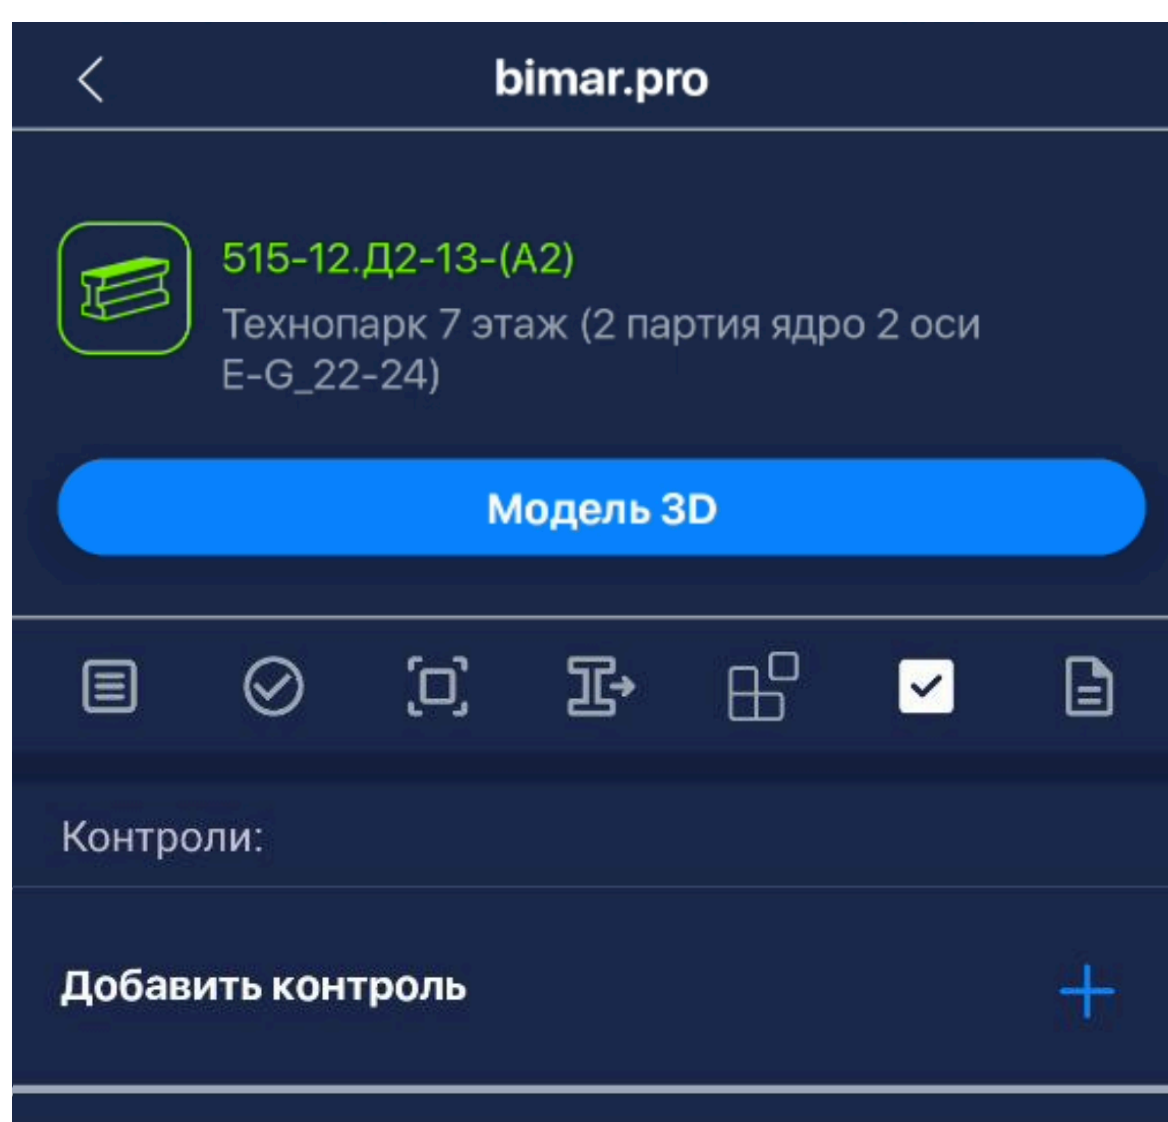 bimar.pro
515-12.Д2-13-(А2)
Технопарк 7 этаж (2 партия ядро 2 оси
E-G_22-24)
Модель 3D
Контроли:
Добавить контроль